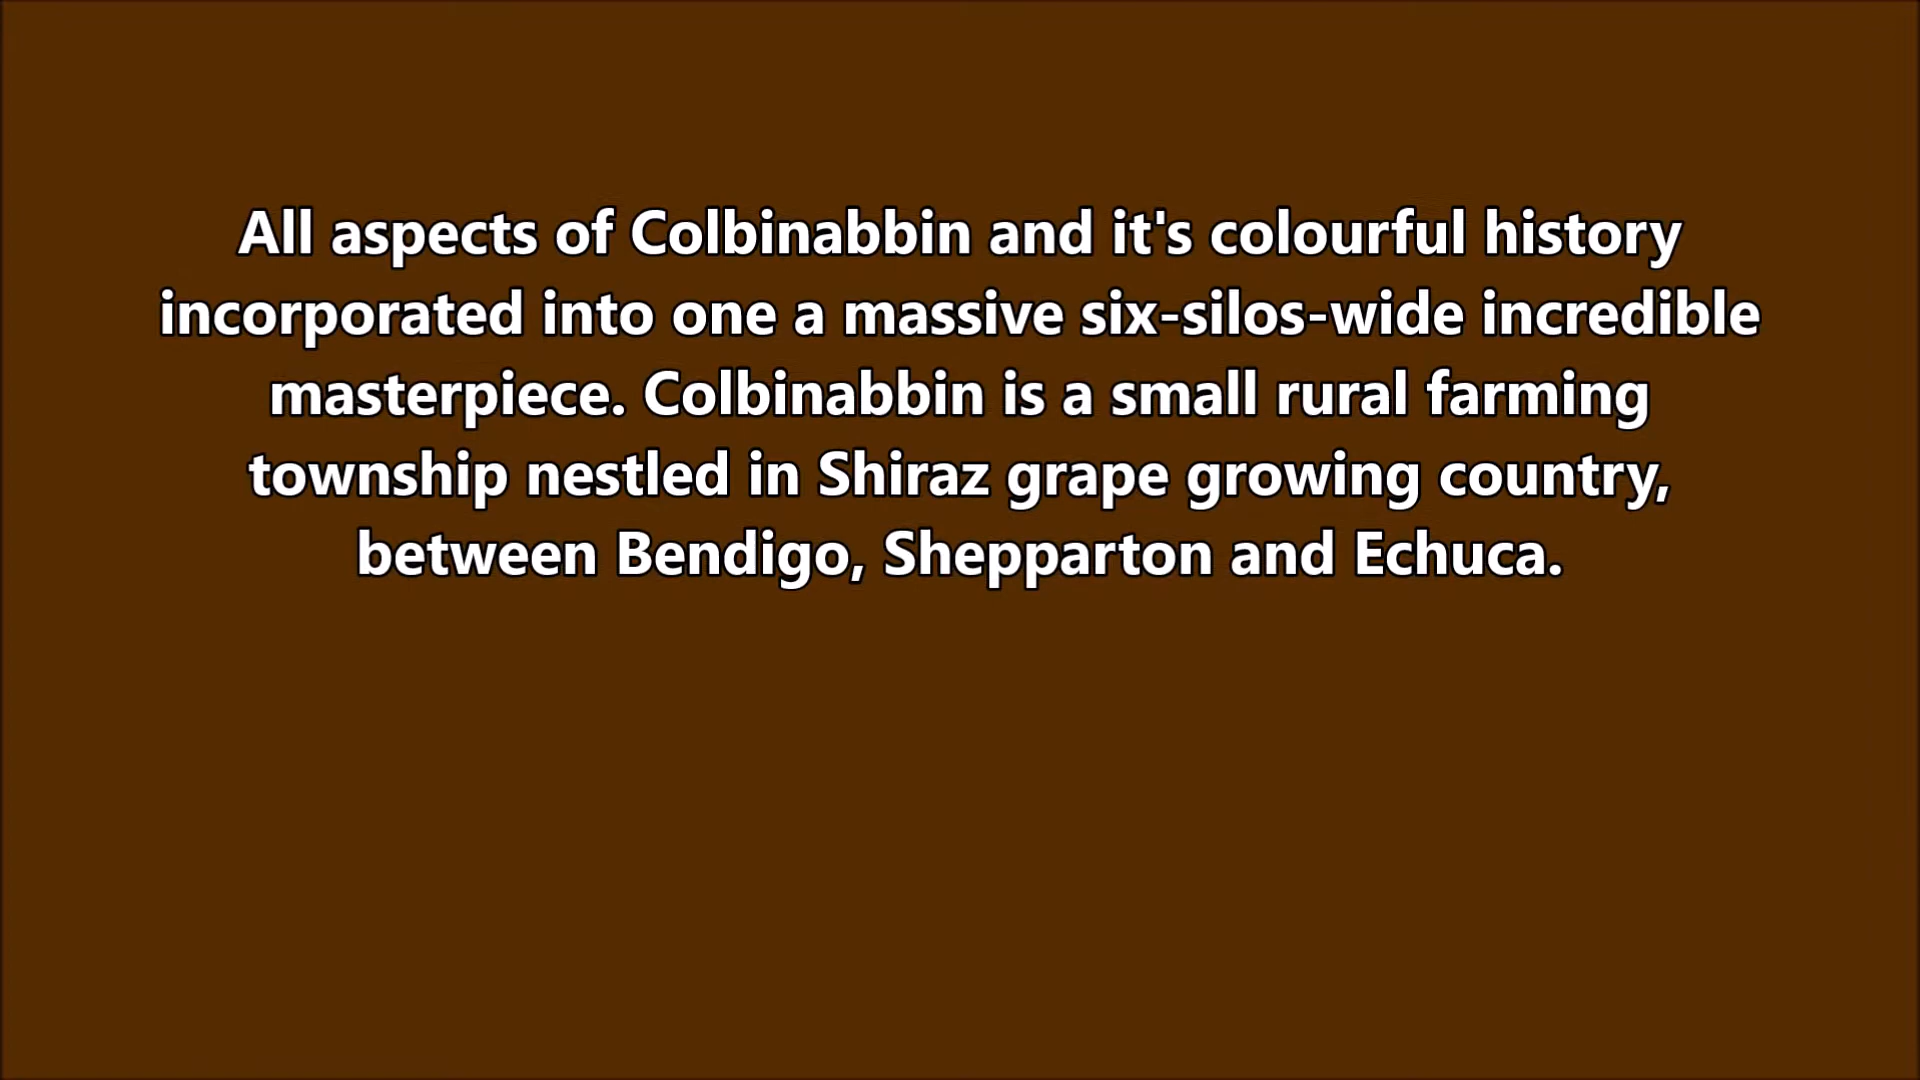 All aspects of Colbinabbin and it's colourful history
incorporated into one a massive six-silos-wide incredible
masterpiece. Colbinabbin is a small rural farming
township nestled in Shiraz grape growing country,
between Bendigo, Shepparton and Echuca.